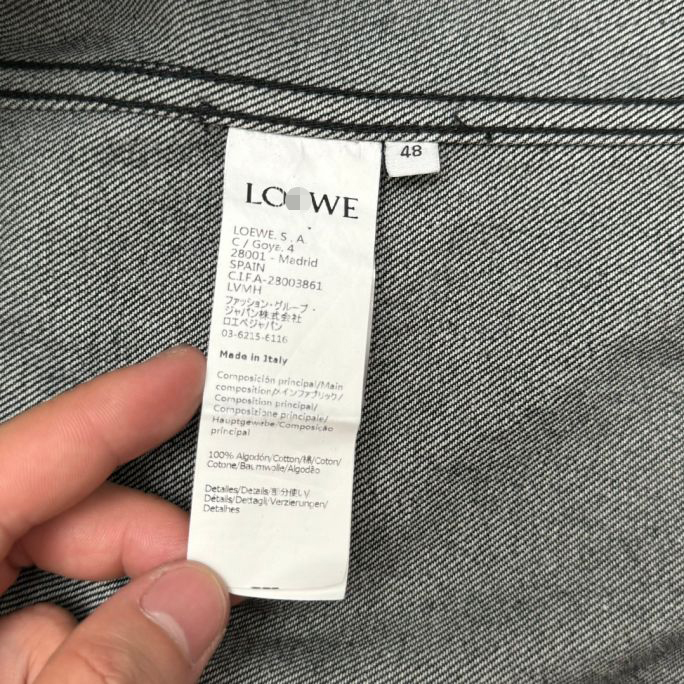 48
LOEWE
LOEWE. S . A.
C / Goya. 4
28001 - Madrid
SPAIN
C.I.F.A-28003861
LVMH
ファッション・グループ・
ジャパン株式会社
ロエベジャパン
03-6215-6116
Made in Italy
Composición principal/Main
composition/メインファブリック/
Composition principal/
Composizione principale/
Hauptgewirbe/Composicão
principal
100% Algodón/Cotton/綿/Coton/
Cotone/Baumwolle/Algodão
Detalles/Details/部分使い/
Détails/Dettagli/Verzierungen/
Detalhes